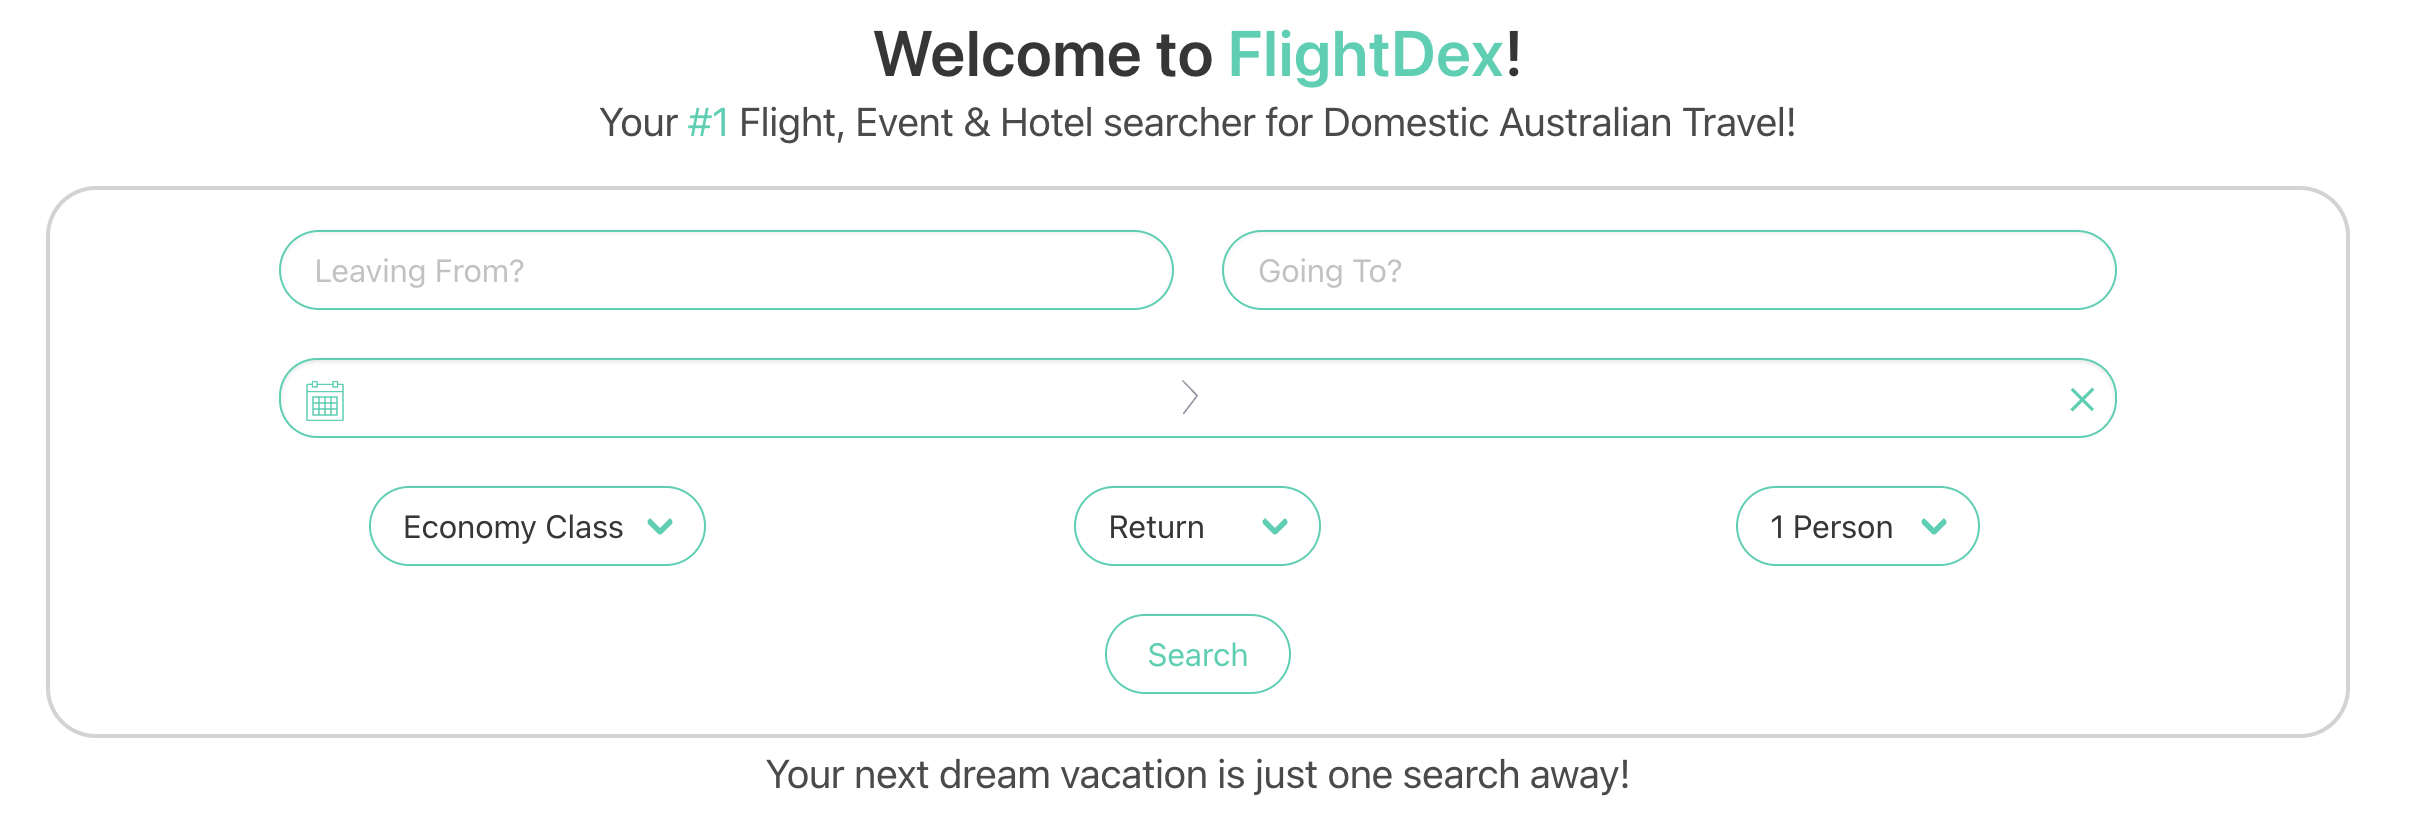 Welcome to FlightDex!
Your #1 Flight, Event & Hotel searcher for Domestic Australian Travel!
Leaving From?
Going To?
Economy Class
Return
1 Person
Search
Your next dream vacation is just one search away!